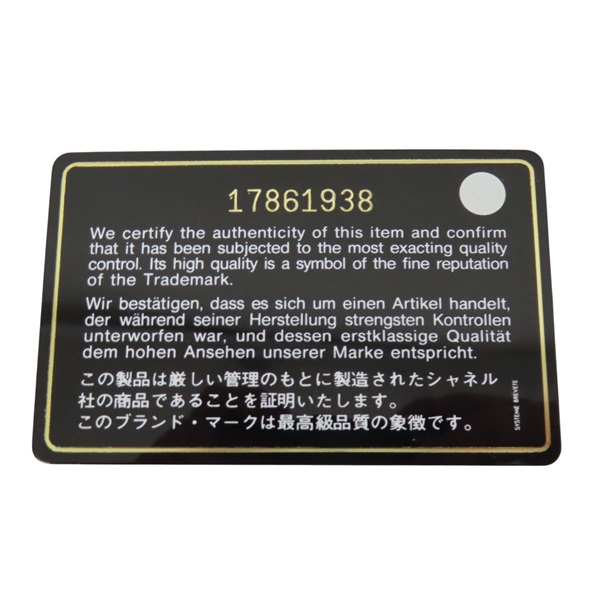 17861938
We certify the authenticity of this item and confirm
that it has been subjected to the most exacting quality
control. Its high quality is a symbol of the fine reputation
of the Trademark.
Wir bestätigen, dass es sich um einen Artikel handelt,
der während seiner Herstellung strengsten Kontrollen
unterworfen war, und dessen erstklassige Qualität
dem hohen Ansehen unserer Marke entspricht.
この製品は厳しい管理のもとに製造されたシャネル
社の商品であることを証明いたします。
このブランド・マークは最高級品質の象徴です。
SYSTEME BREVETE